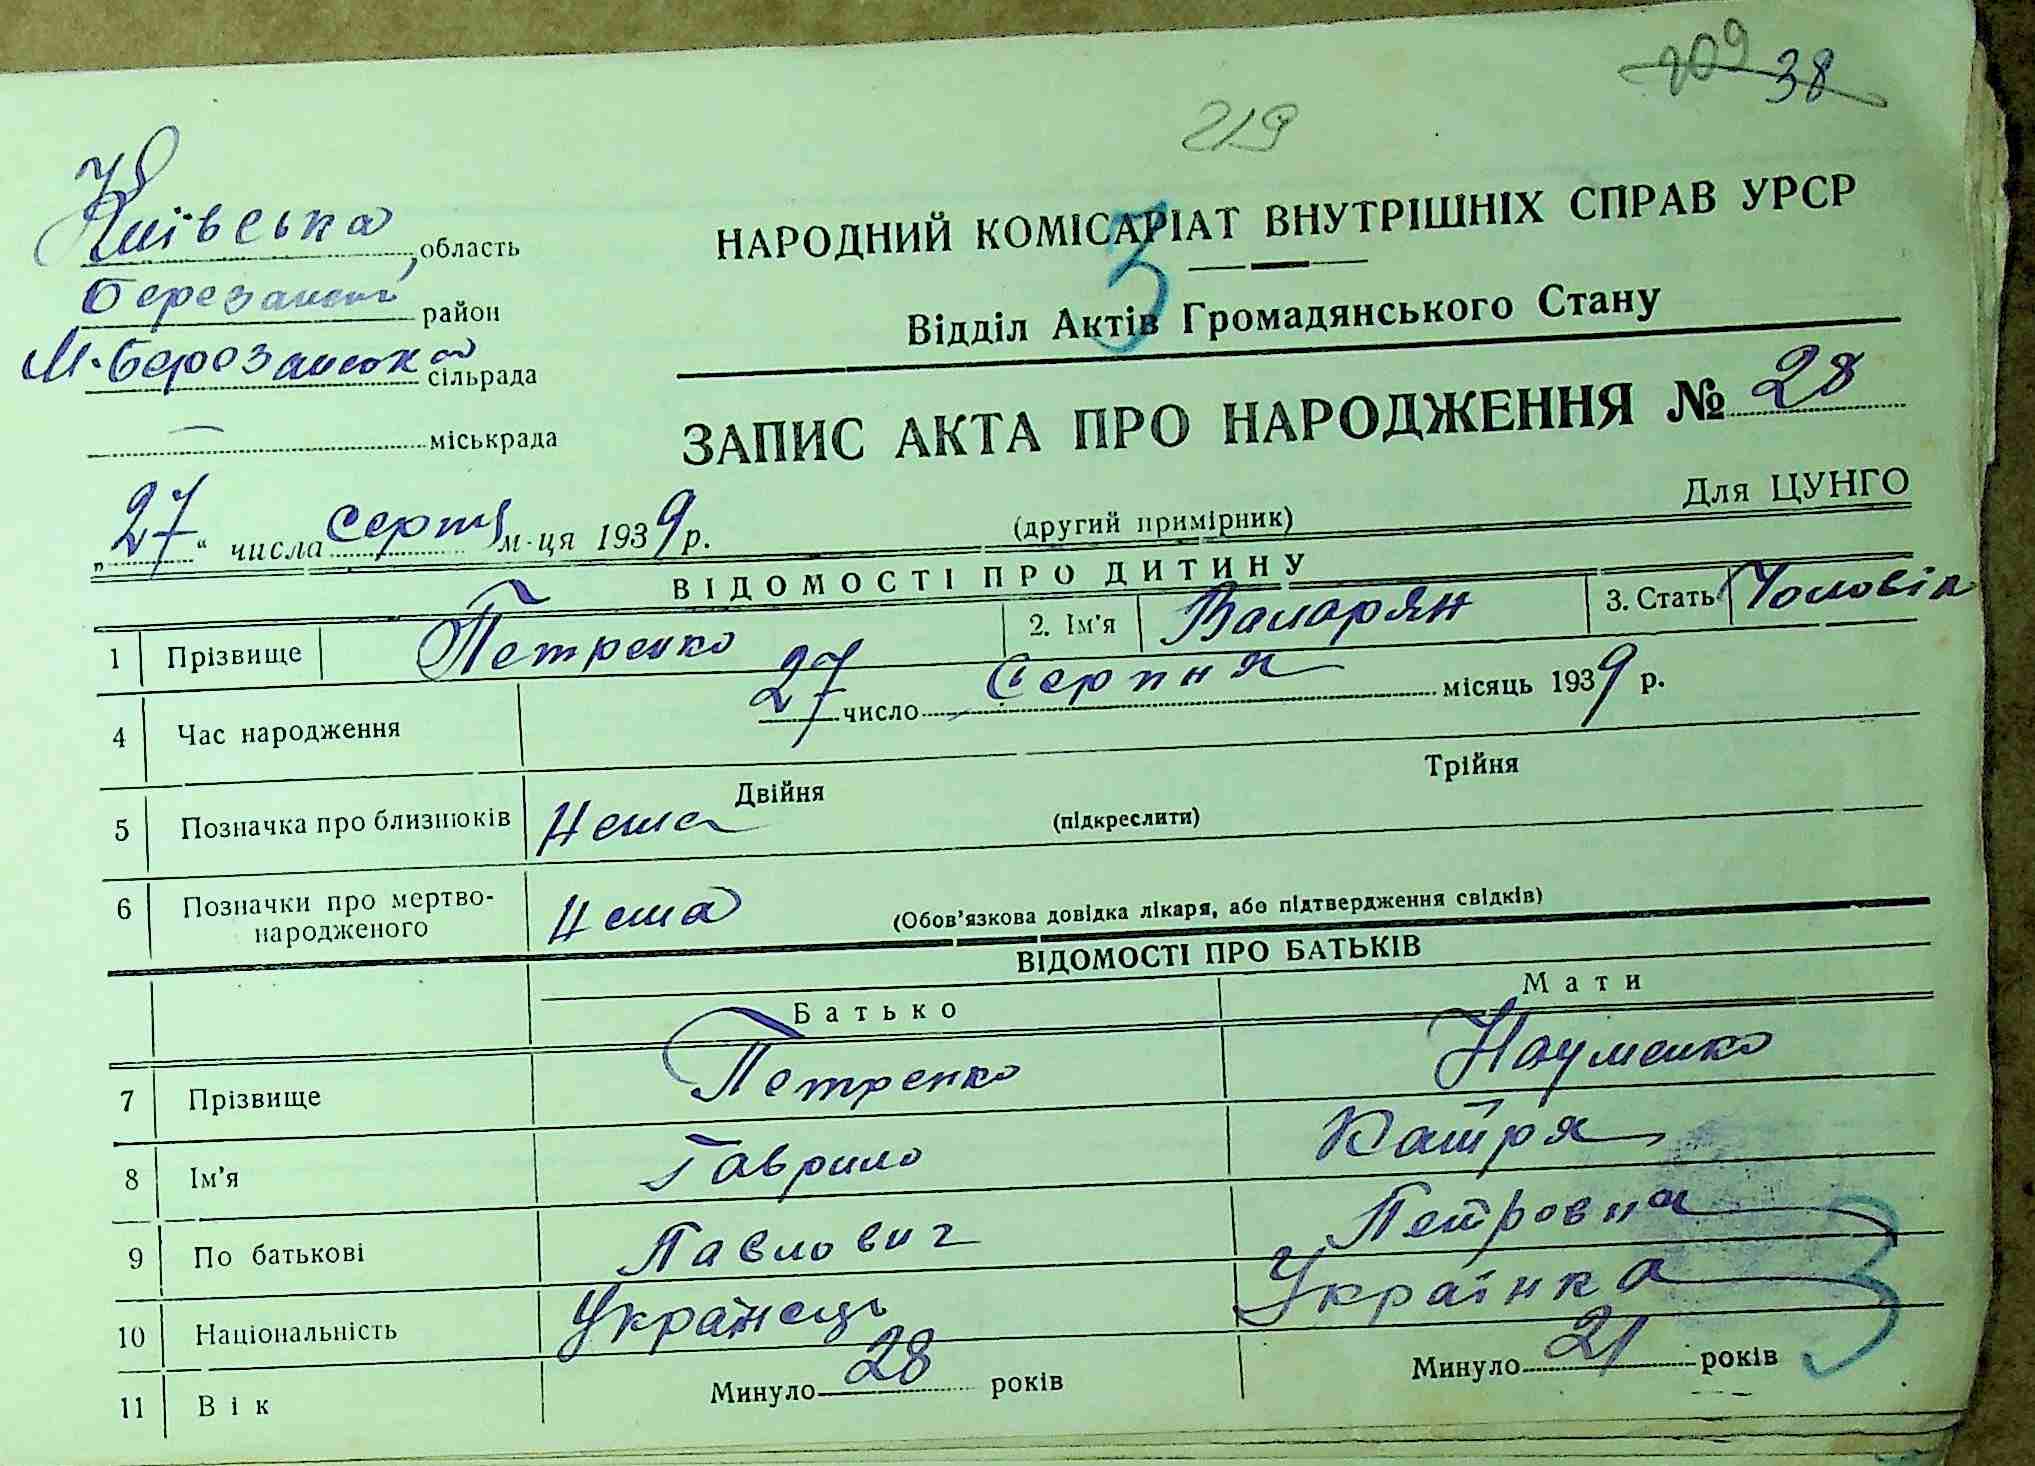 209 38
219
Київська область
район
М. Березанська сільрада
міськрада
НАРОДНИЙ КОМІСАРІАТ ВНУТРІШНІХ СПРАВ УРСР
3
Відділ Актів Громадянського Стану
ЗАПИС АКТА ПРО НАРОДЖЕННЯ № 28
„27“ числа серпня м-ця 1939 р.
(другий примірник) Для ЦУНГО
ВІДОМОСТІ ПРО ДИТИНУ
1 Прізвище Петренко 2. Ім'я Валарян 3. Стать Чоловік
4 Час народження 27 число Серпня місяць 1939 р.
5 Позначка про близнюків Нема Двійня (підкреслити) Трійня
6 Позначки про мертво-
народженого Нема (Обов'язкова довідка лікаря, або підтвердження свідків)
ВІДОМОСТІ ПРО БАТЬКІВ
Батько Мати
7 Прізвище Петренко Науменко
8 Ім'я Гаврило Катря
9 По батькові Павлович Петровна
10 Національність Українець Українка
3
11 Вік Минуло 28 років Минуло 21 років